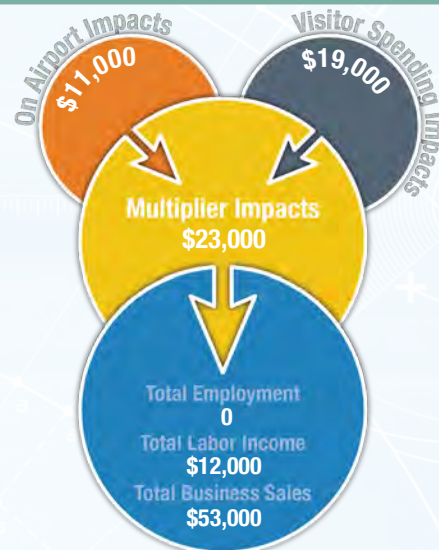 On Airport Impacts
$11,000
Visitor Spending Impacts
$19,000
Multiplier Impacts
$23,000
Total Employment
0
Total Labor Income
$12,000
Total Business Sales
$53,000